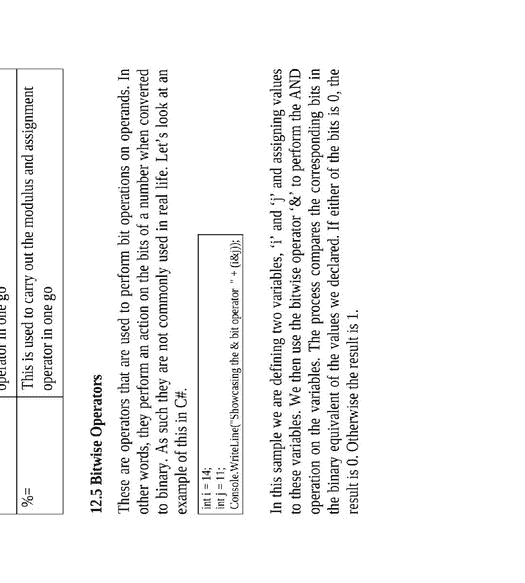 operator in one go
%= This is used to carry out the modulus and assignment
operator in one go
12.5 Bitwise Operators
These are operators that are used to perform bit operations on operands. In
other words, they perform an action on the bits of a number when converted
to binary. As such they are not commonly used in real life. Let’s look at an
example of this in C#.
int i = 14;
int j = 11;
Console.WriteLine("Showcasing the & bit operator " + (i&j));
In this sample we are defining two variables, ‘i’ and ‘j’ and assigning values
to these variables. We then use the bitwise operator ‘&’ to perform the AND
operation on the variables. The process compares the corresponding bits in
the binary equivalent of the values we declared. If either of the bits is 0, the
result is 0. Otherwise the result is 1.